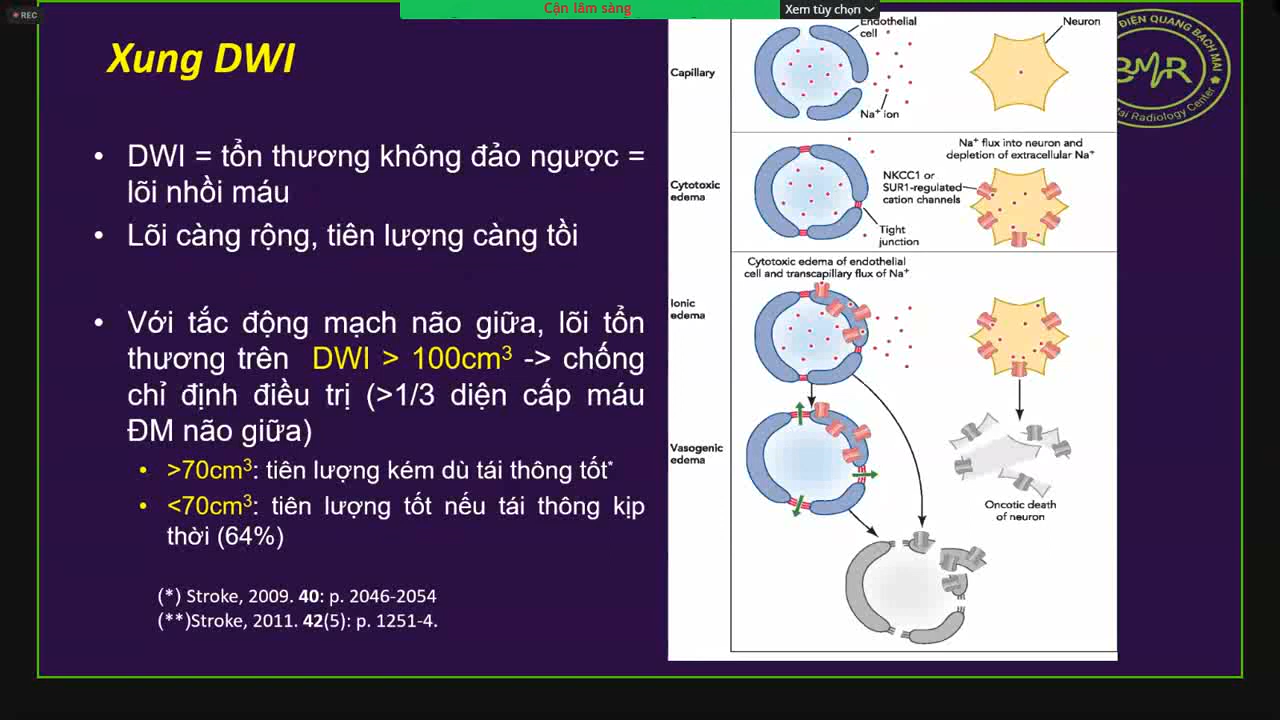 REC
Cận lâm sàng
Xem tùy chọn
Xung DWI
• DWI = tổn thương không đảo ngược =
lõi nhồi máu
• Lõi càng rộng, tiên lượng càng tồi
• Với tắc động mạch não giữa, lõi tổn
thương trên DWI > 100cm³ -> chống
chỉ định điều trị (>1/3 diện cấp máu
ĐM não giữa)
• >70cm³: tiên lượng kém dù tái thông tốt*
• <70cm³: tiên lượng tốt nếu tái thông kịp
thời (64%)
(*) Stroke, 2009. 40: p. 2046-2054
(**)Stroke, 2011. 42(5): p. 1251-4.
Capillary
Endothelial
cell
Na⁺ ion
Neuron
Cytotoxic
edema
Tight
junction
NKCC1 or
SUR1-regulated
cation channels
Na⁺ flux into neuron and
depletion of extracellular Na⁺
Ionic
edema
Cytotoxic edema of endothelial
cell and transcapillary flux of Na⁺
Vasogenic
edema
Oncotic death
of neuron
ĐIỆN QUANG BẠCH MAI
BMR
Mai Radiology Center